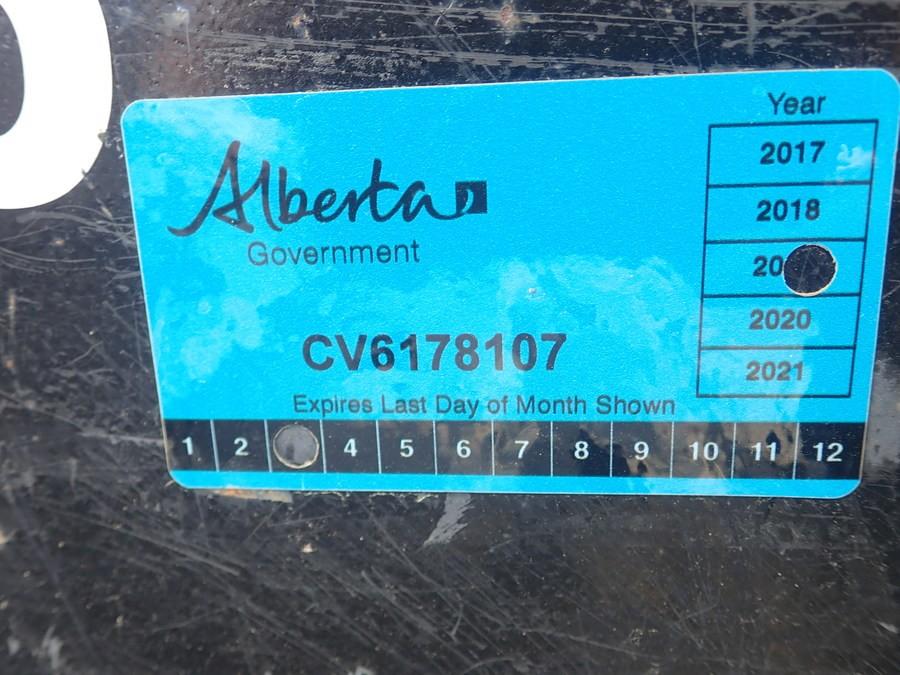 Alberta
Government
CV6178107
Expires Last Day of Month Shown
1 2 4 5 6 7 8 9 10 11 12
Year
2017
2018
20
2020
2021